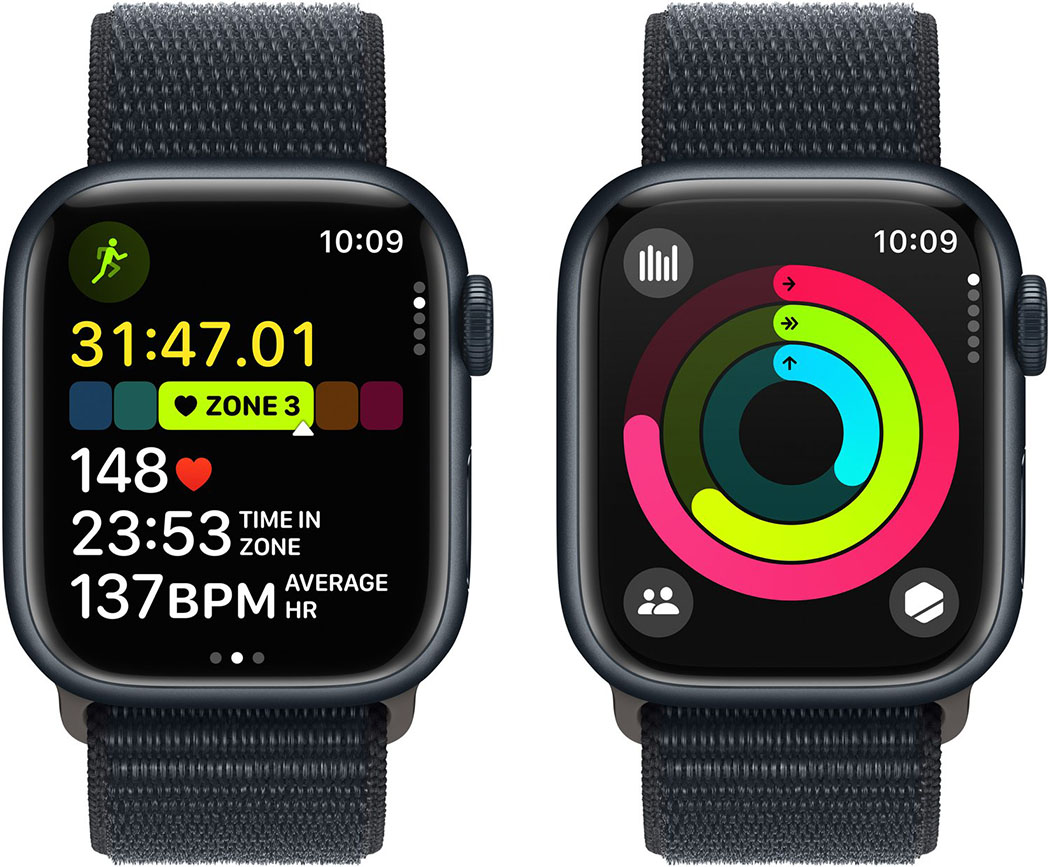 10:09
31:47.01
ZONE 3
148
23:53 TIME IN
ZONE
137BPM AVERAGE
HR
10:09